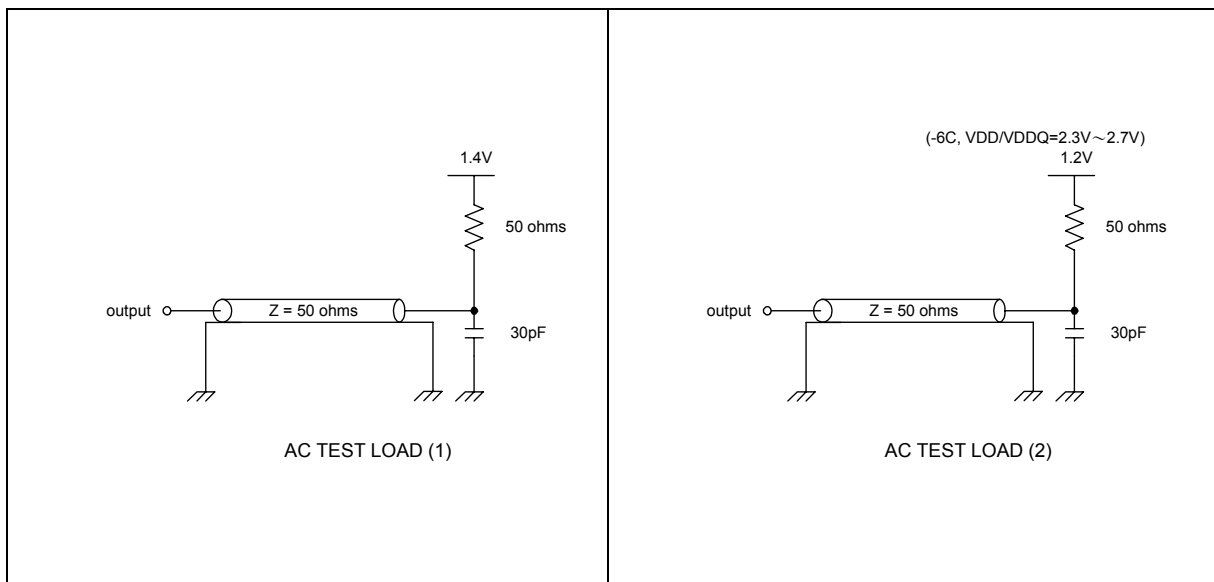 1.4V
50 ohms
output
Z = 50 ohms
30pF
AC TEST LOAD (1)
(-6C, VDD/VDDQ=2.3V～2.7V)
1.2V
50 ohms
output
Z = 50 ohms
30pF
AC TEST LOAD (2)